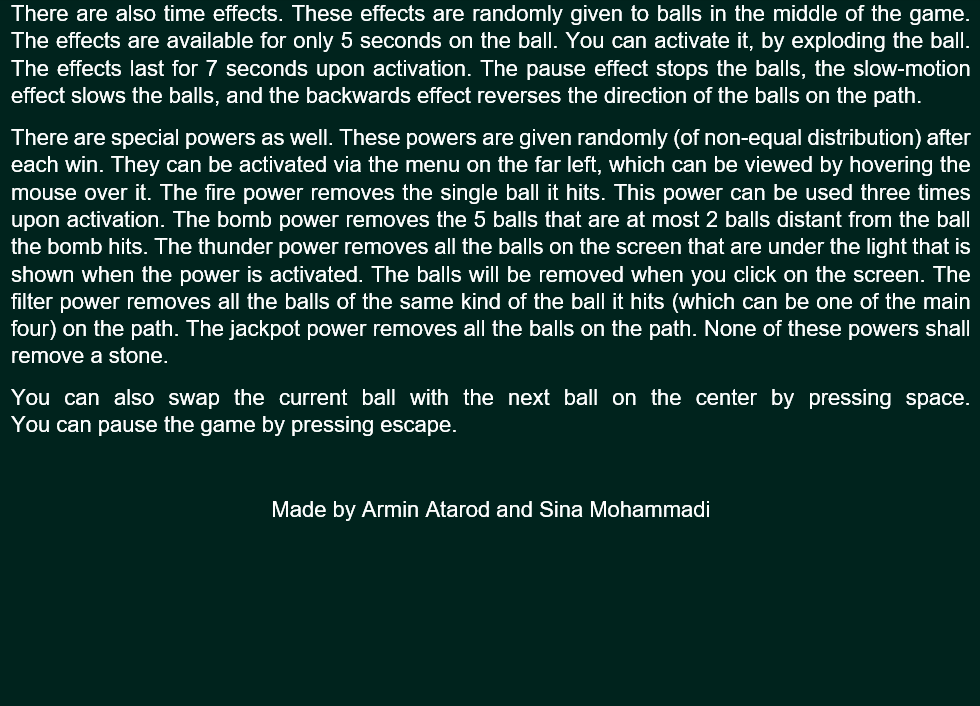 There are also time effects. These effects are randomly given to balls in the middle of the game.
The effects are available for only 5 seconds on the ball. You can activate it, by exploding the ball.
The effects last for 7 seconds upon activation. The pause effect stops the balls, the slow-motion
effect slows the balls, and the backwards effect reverses the direction of the balls on the path.
There are special powers as well. These powers are given randomly (of non-equal distribution) after
each win. They can be activated via the menu on the far left, which can be viewed by hovering the
mouse over it. The fire power removes the single ball it hits. This power can be used three times
upon activation. The bomb power removes the 5 balls that are at most 2 balls distant from the ball
the bomb hits. The thunder power removes all the balls on the screen that are under the light that is
shown when the power is activated. The balls will be removed when you click on the screen. The
filter power removes all the balls of the same kind of the ball it hits (which can be one of the main
four) on the path. The jackpot power removes all the balls on the path. None of these powers shall
remove a stone.
You can also swap the current ball with the next ball on the center by pressing space.
You can pause the game by pressing escape.
Made by Armin Atarod and Sina Mohammadi